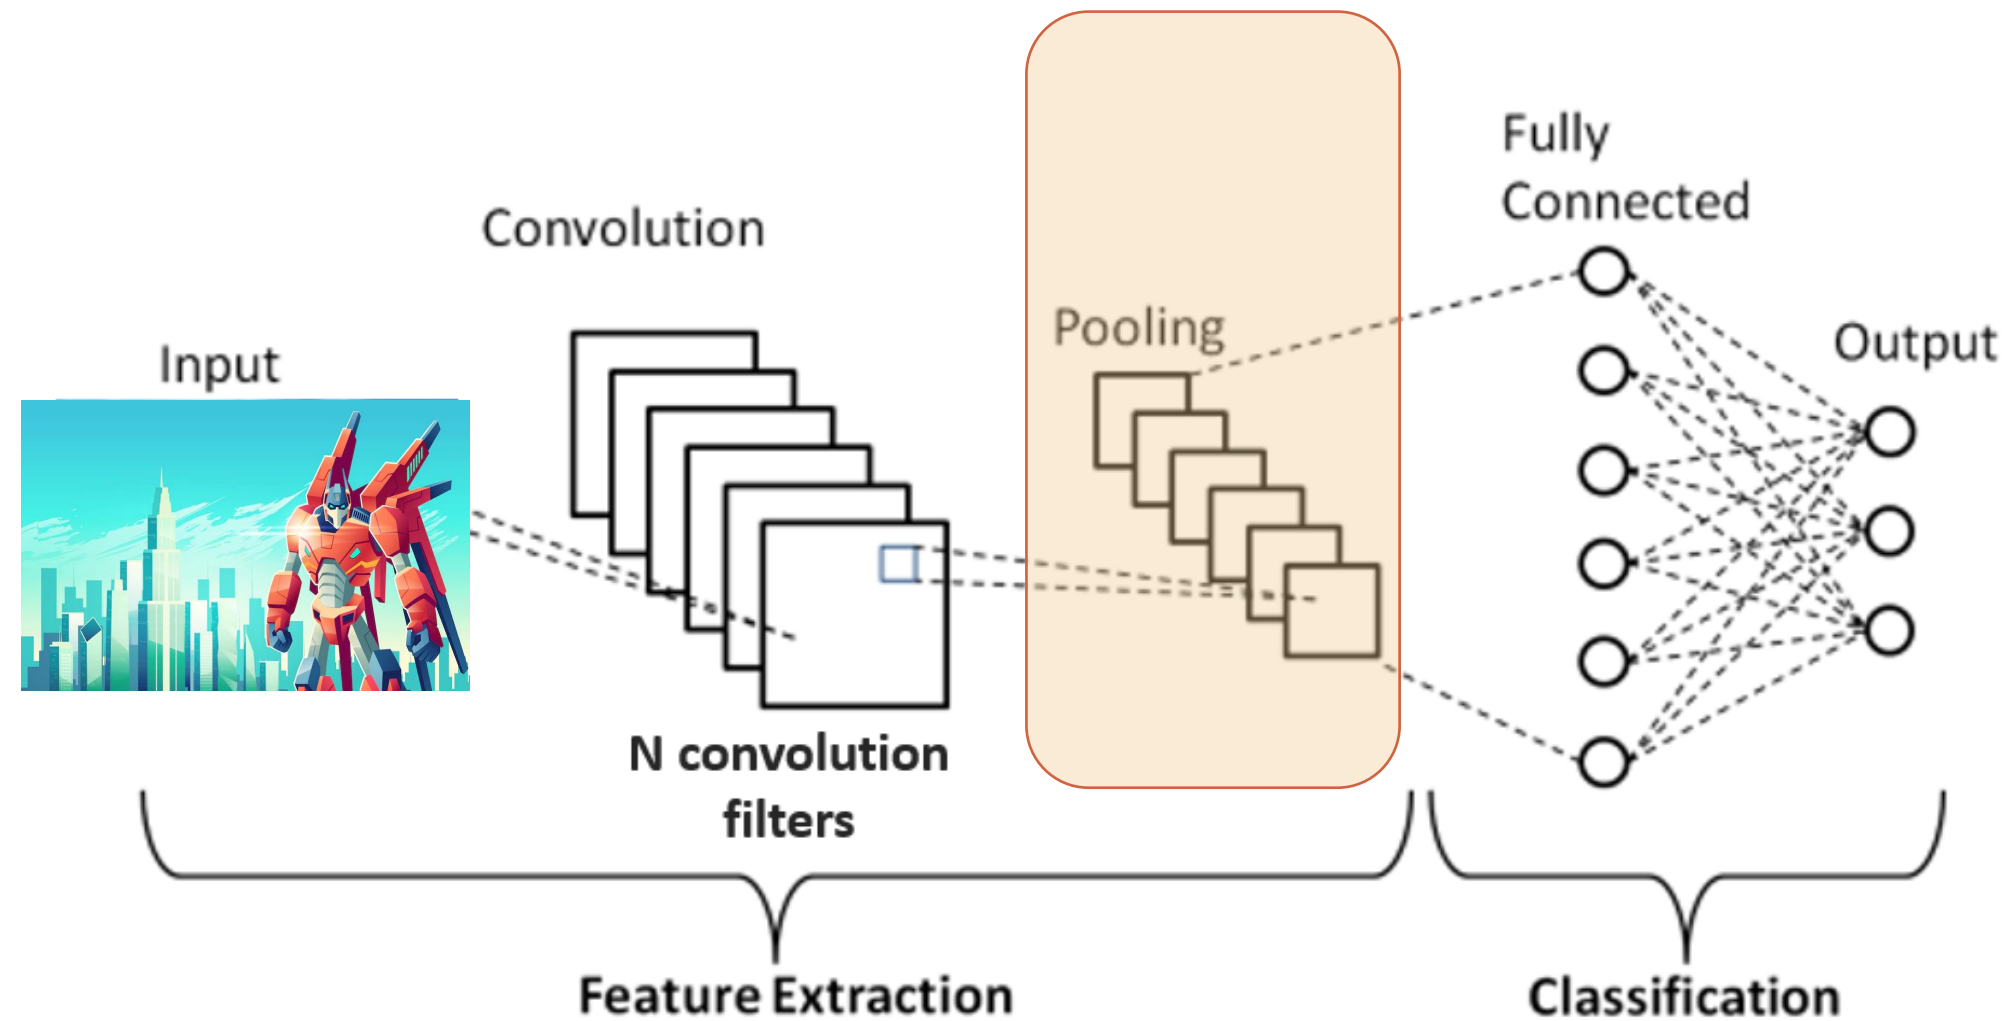 Input
Convolution
N convolution
filters
Pooling
Fully
Connected
Output
Feature Extraction
Classification